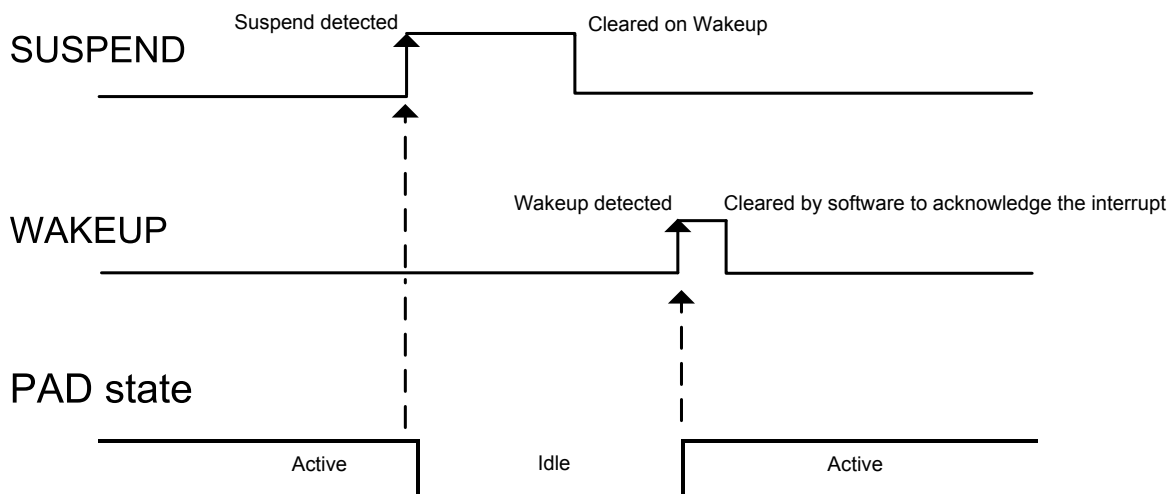 Suspend detected
Cleared on Wakeup
SUSPEND
Wakeup detected
Cleared by software to acknowledge the interrupt
WAKEUP
PAD state
Active
Idle
Active